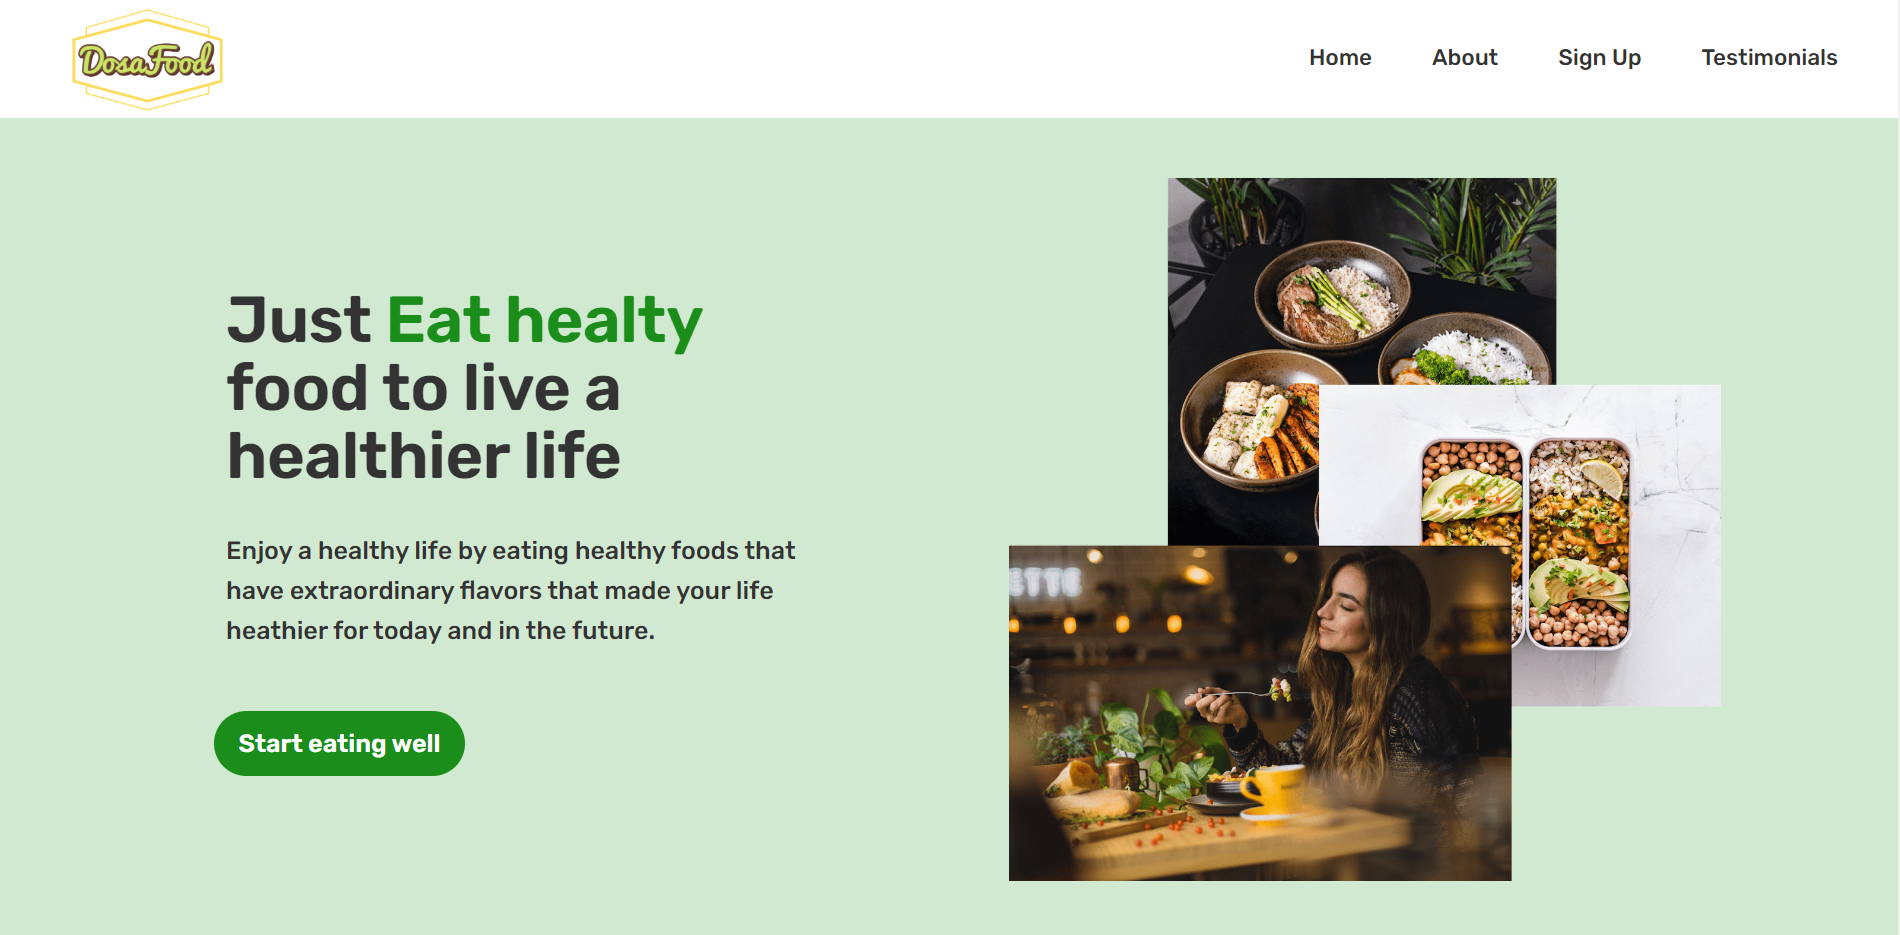 DosaFood
Home About Sign Up Testimonials
Just Eat healty
food to live a
healthier life
Enjoy a healthy life by eating healthy foods that
have extraordinary flavors that made your life
heathier for today and in the future.
Start eating well
ETTE